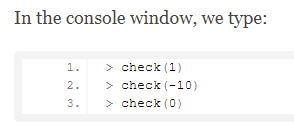 In the console window, we type:
1. > check(1)
2. > check(-10)
3. > check(0)